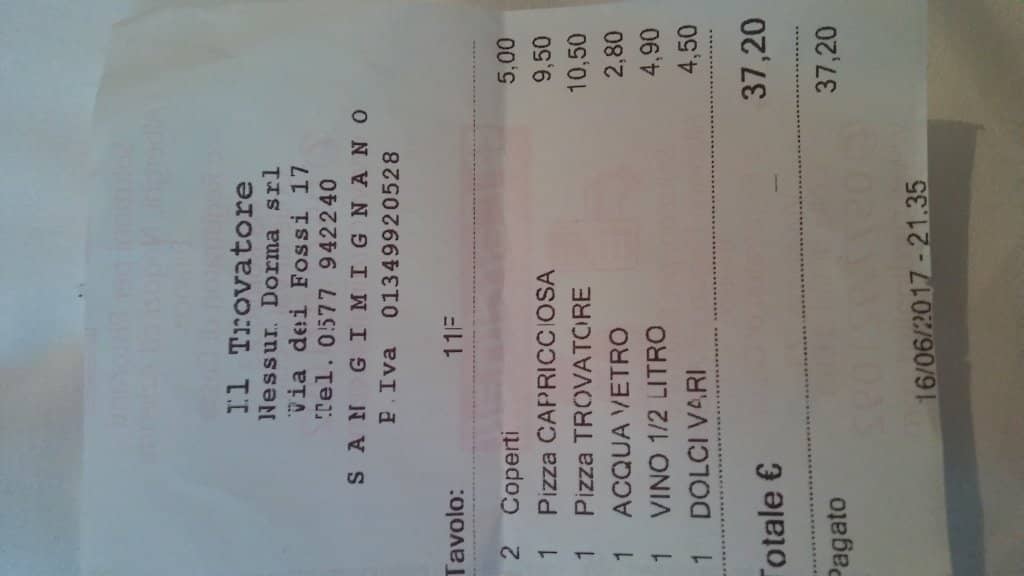 Il Trovatore
Nessun Dorma srl
Via dei Fossi 17
Tel. 0577 942240
S A N G I M I G N A N O
P.Iva 01349920528
Tavolo: 11F
2 Coperti 5,00
1 Pizza CAPRICCIOSA 9,50
1 Pizza TROVATORE 10,50
1 ACQUA VETRO 2,80
1 VINO 1/2 LITRO 4,90
1 DOLCI VARI 4,50
Totale € 37,20
Pagato 37,20
16/06/2017 - 21.35